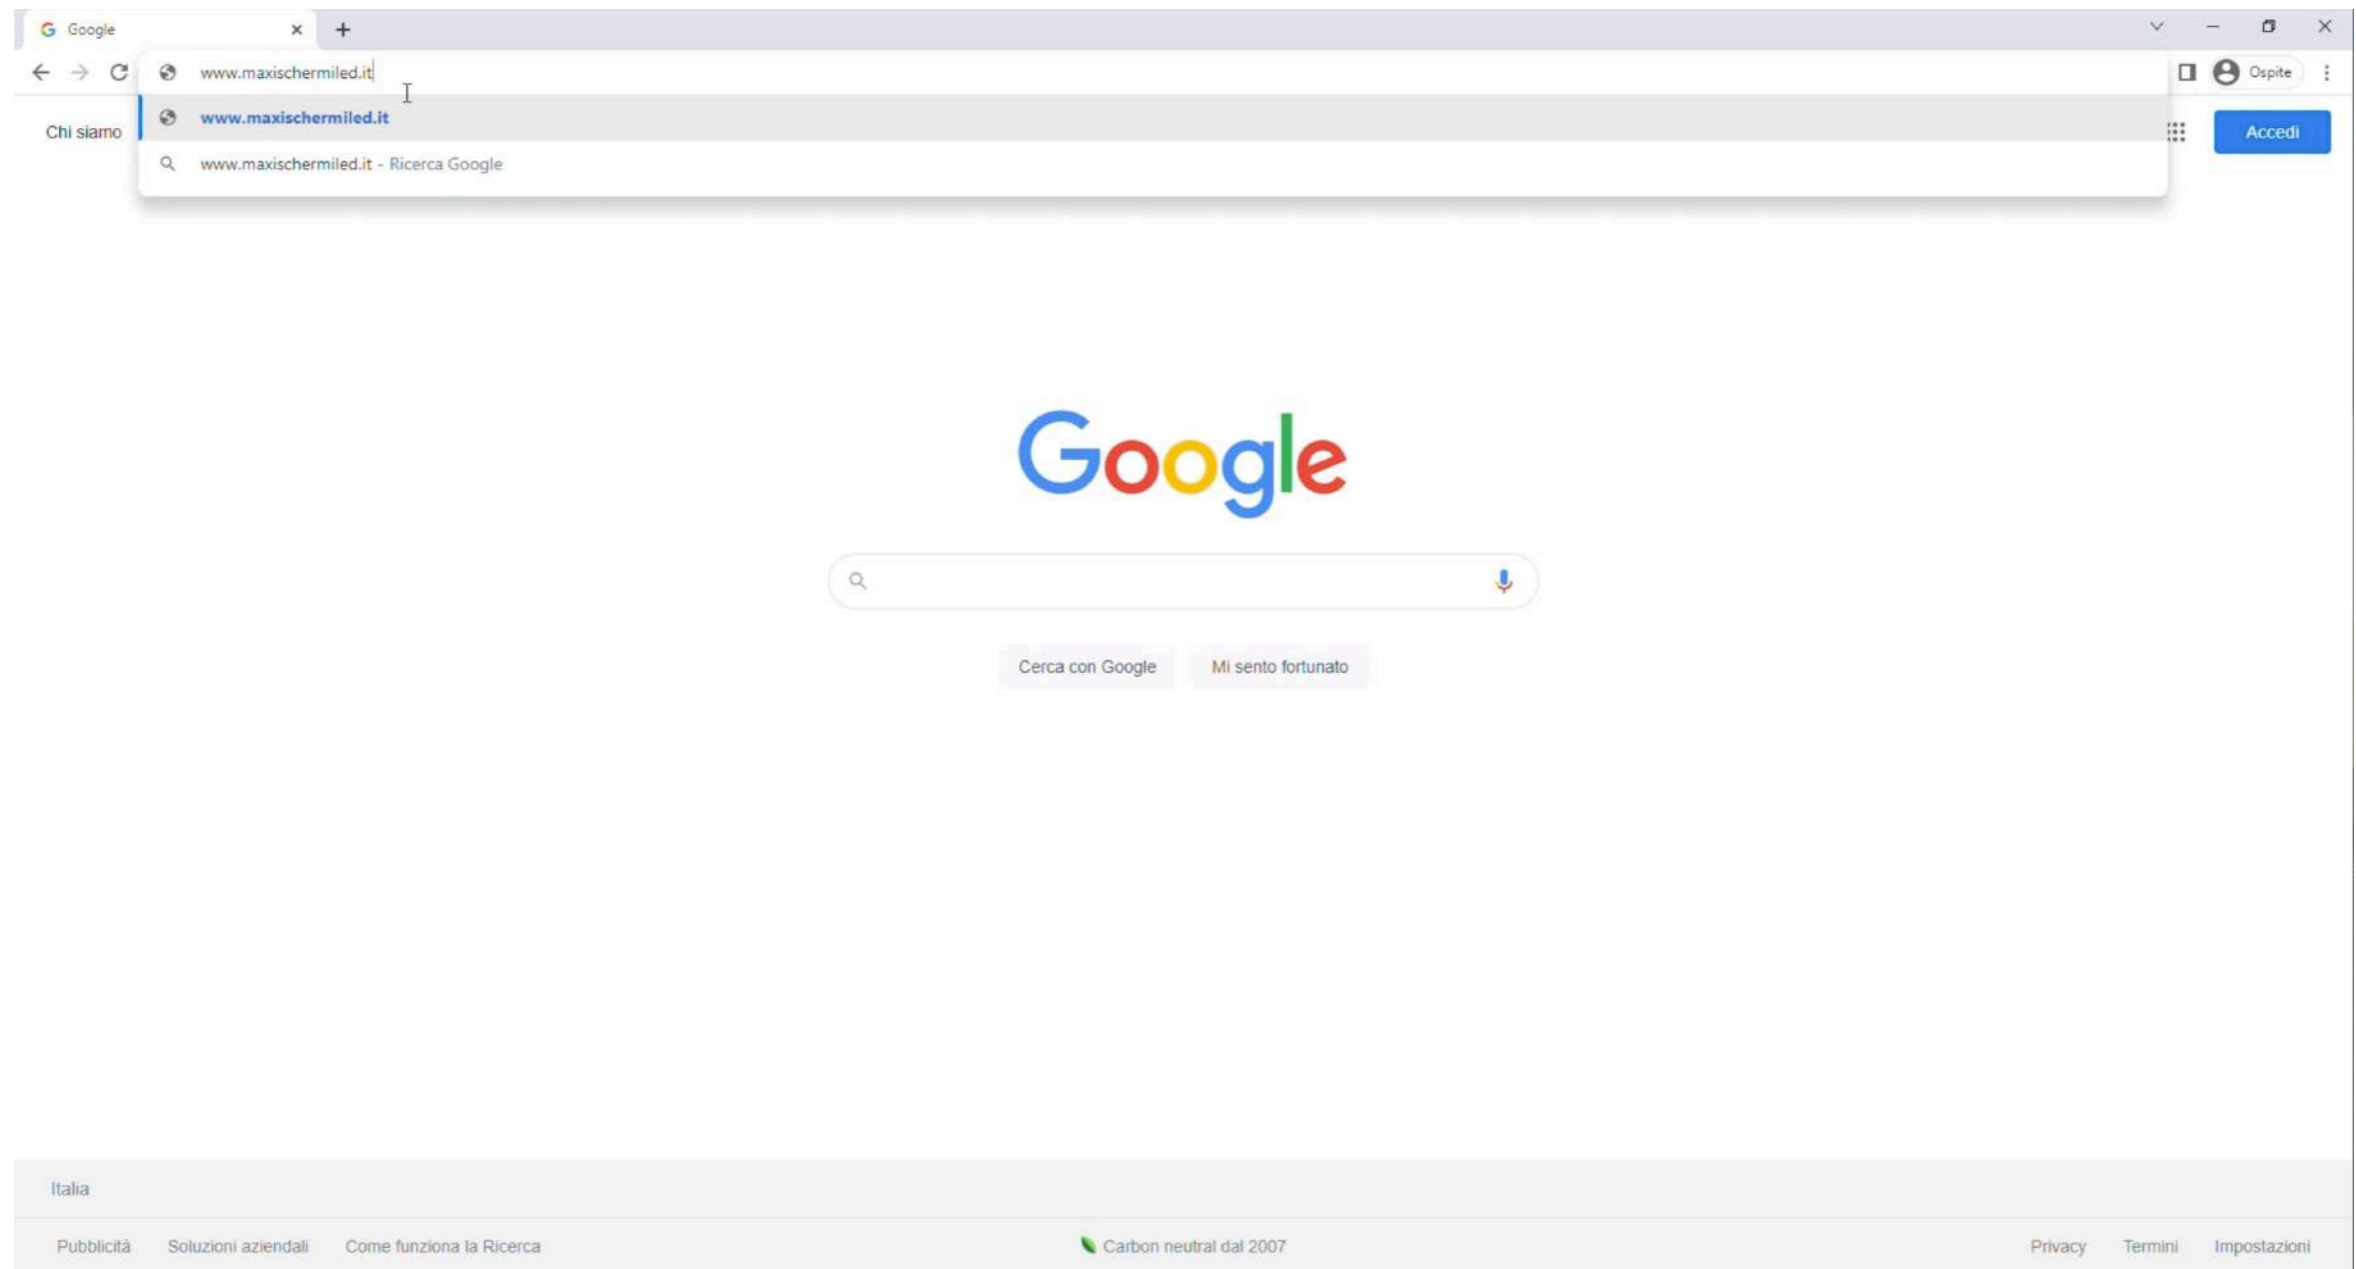 Google
www.maxischermiled.it
Ospite
www.maxischermiled.it
Chi siamo
Accedi
www.maxischermiled.it - Ricerca Google
Google
Cerca con Google
Mi sento fortunato
Italia
Pubblicità
Soluzioni aziendali
Come funziona la Ricerca
Carbon neutral dal 2007
Privacy
Termini
Impostazioni